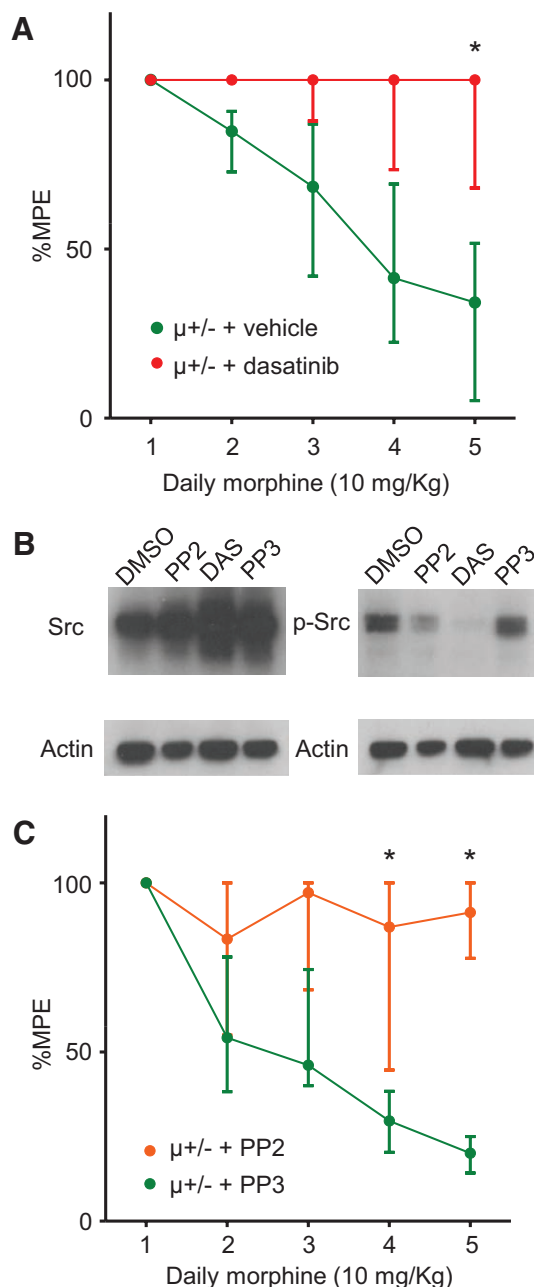 A
*
100
50
0
%MPE
μ+/- + vehicle
μ+/- + dasatinib
1 2 3 4 5
Daily morphine (10 mg/Kg)
B
DMSO PP2 DAS PP3 DMSO PP2 DAS PP3
Src p-Src
Actin Actin
C
* *
100
50
0
%MPE
μ+/- + PP2
μ+/- + PP3
1 2 3 4 5
Daily morphine (10 mg/Kg)